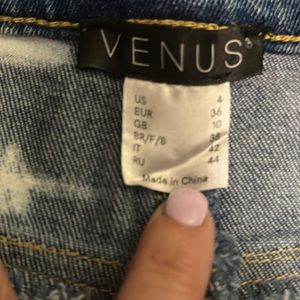 VENUS®
US 4
EUR 36
GB 10
BR/F/B 38
IT 42
RU 44
Made in China